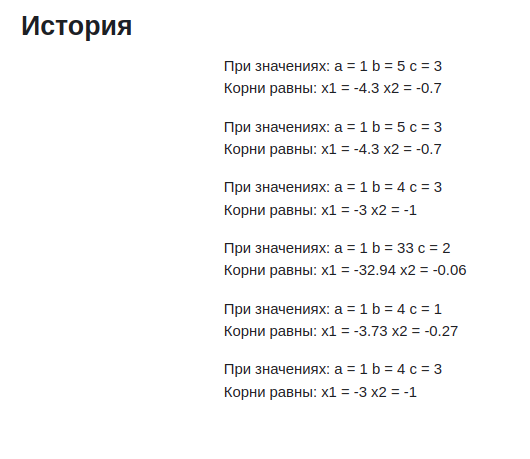 История
При значениях: a = 1 b = 5 c = 3
Корни равны: x1 = -4.3 x2 = -0.7
При значениях: a = 1 b = 5 c = 3
Корни равны: x1 = -4.3 x2 = -0.7
При значениях: a = 1 b = 4 c = 3
Корни равны: x1 = -3 x2 = -1
При значениях: a = 1 b = 33 c = 2
Корни равны: x1 = -32.94 x2 = -0.06
При значениях: a = 1 b = 4 c = 1
Корни равны: x1 = -3.73 x2 = -0.27
При значениях: a = 1 b = 4 c = 3
Корни равны: x1 = -3 x2 = -1